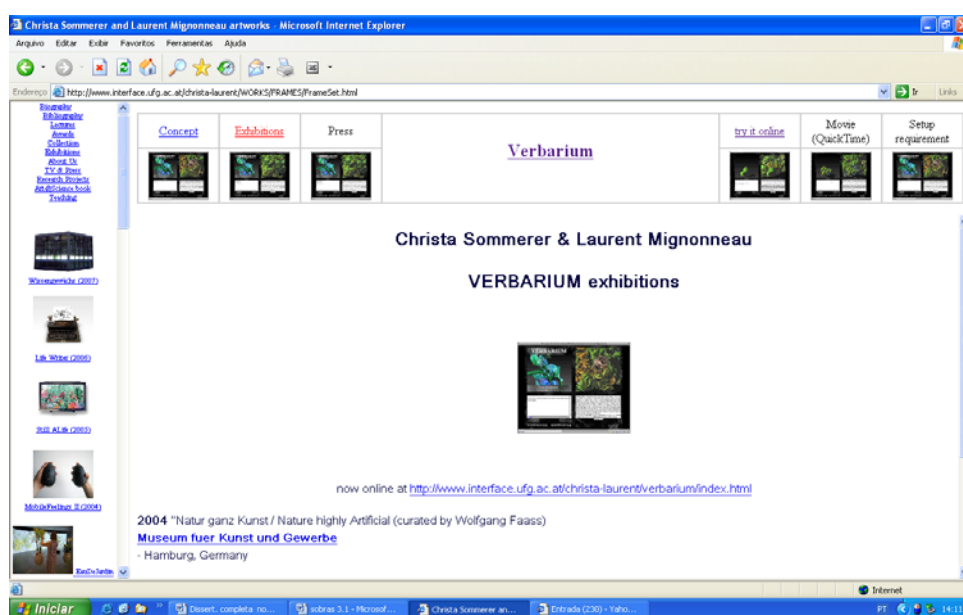 Christa Sommerer and Laurent Mignonneau artworks - Microsoft Internet Explorer
Arquivo Editar Exibir Favoritos Ferramentas Ajuda
Endereço http://www.interface.ufg.ac.at/christa-laurent/WORKS/FRAMES/FrameSet.html Ir Links
Biography
Bibliography
Lectures
Awards
Collection
Exhibitions
About Us
TV & Press
Research Projects
Art&Science book
Teaching
Concept Exhibitions Press Verbarium try it online Movie (QuickTime) Setup requirement
Christa Sommerer & Laurent Mignonneau
VERBARIUM exhibitions
VERBARIUM
Wissensgewächs (2007)
Life Writer (2006)
Still ALife (2005)
MobileFeelings II (2004)
now online at http://www.interface.ufg.ac.at/christa-laurent/verbarium/index.html
2004 "Natur ganz Kunst / Nature highly Artificial (curated by Wolfgang Faass)
Museum fuer Kunst und Gewerbe
- Hamburg, Germany
Internet
Iniciar Dissert. completa no... sobras 3.1 - Microsof... Christa Sommerer an... Entrada (230) - Yaho... PT 14:11